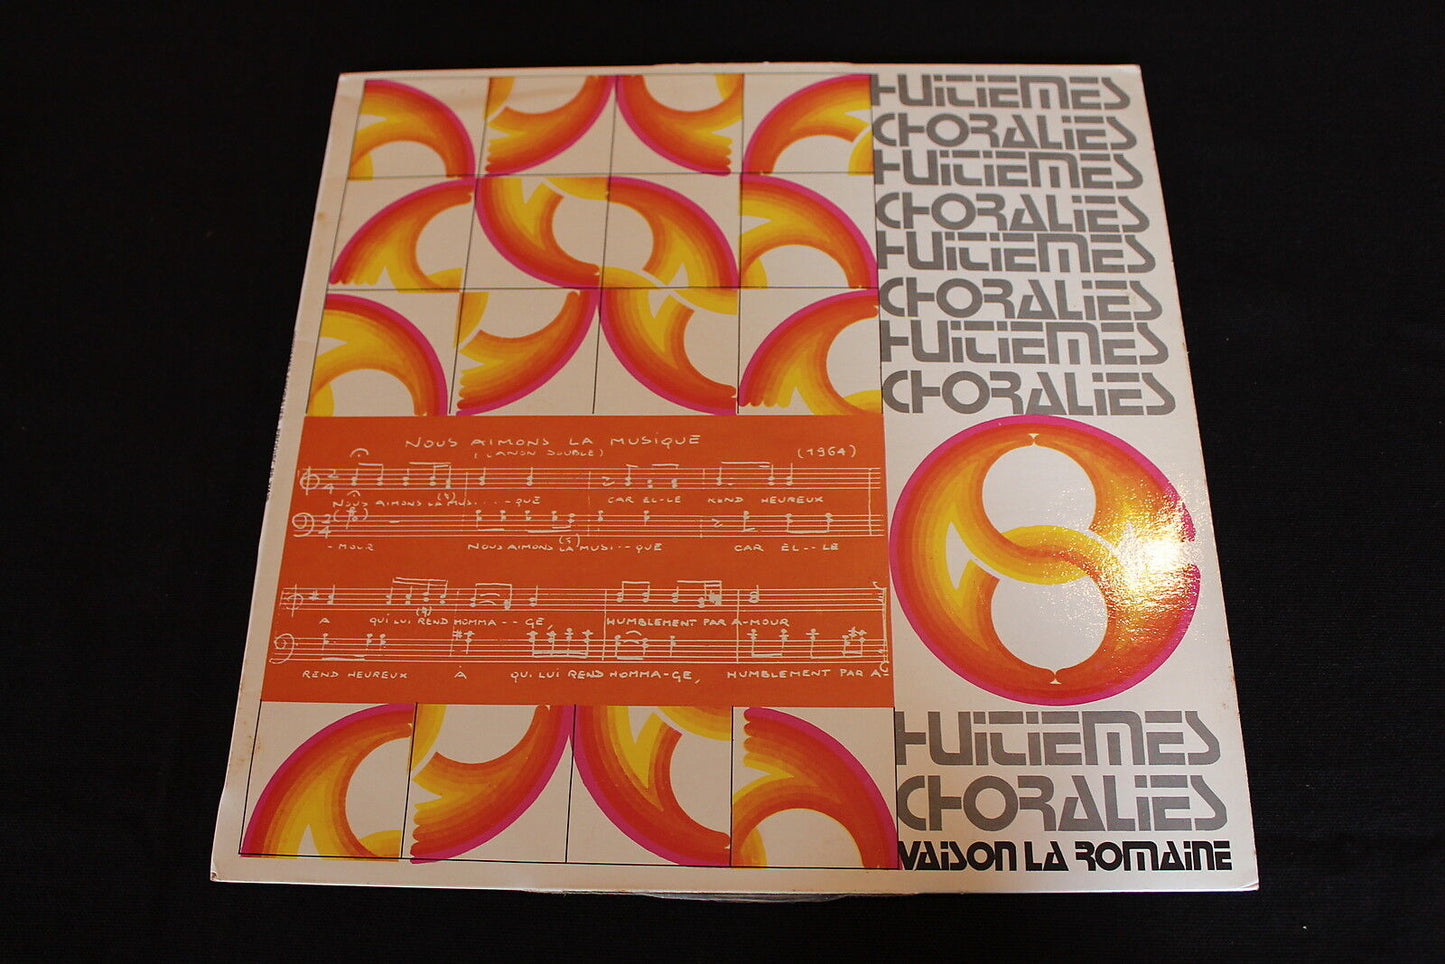 HUITIEMES
CHORALIES
HUITIEMES
CHORALIES
HUITIEMES
CHORALIES
HUITIEMES
CHORALIES
NOUS AIMONS LA MUSIQUE
(CANON DOUBLE)
(1964)
NOUS AIMONS LA MUSI----QUE CAR EL-LE REND HEUREUX
-MOUR NOUS AIMONS LA MUSI---QUE CAR EL--LE
A QUI LUI REND HOMMA--GE, HUMBLEMENT PAR A-MOUR
REND HEUREUX À QUI LUI REND HOMMA-GE, HUMBLEMENT PAR A-
8
HUITIEMES
CHORALIES
VAISON LA ROMAINE